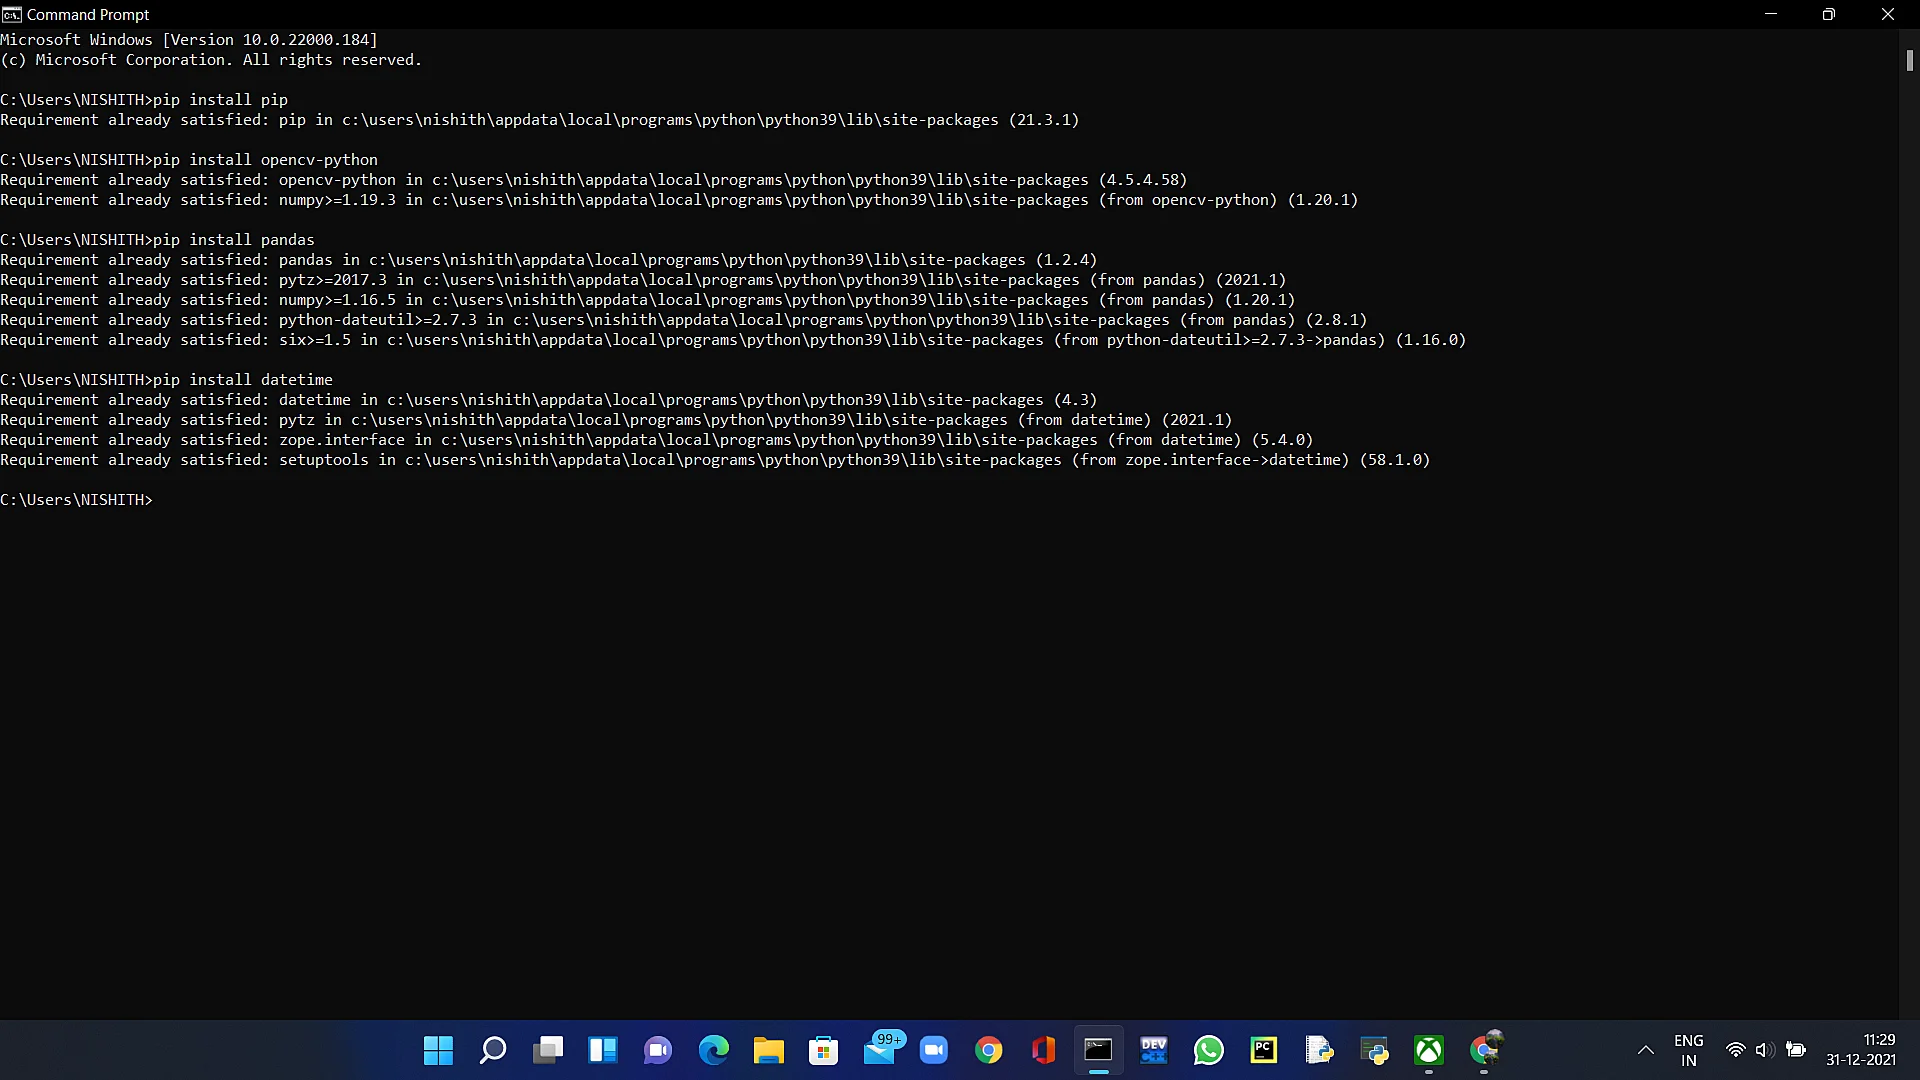 Command Prompt
Microsoft Windows [Version 10.0.22000.184]
(c) Microsoft Corporation. All rights reserved.
C:\Users\NISHITH>pip install pip
Requirement already satisfied: pip in c:\users\nishith\appdata\local\programs\python\python39\lib\site-packages (21.3.1)
C:\Users\NISHITH>pip install opencv-python
Requirement already satisfied: opencv-python in c:\users\nishith\appdata\local\programs\python\python39\lib\site-packages (4.5.4.58)
Requirement already satisfied: numpy>=1.19.3 in c:\users\nishith\appdata\local\programs\python\python39\lib\site-packages (from opencv-python) (1.20.1)
C:\Users\NISHITH>pip install pandas
Requirement already satisfied: pandas in c:\users\nishith\appdata\local\programs\python\python39\lib\site-packages (1.2.4)
Requirement already satisfied: pytz>=2017.3 in c:\users\nishith\appdata\local\programs\python\python39\lib\site-packages (from pandas) (2021.1)
Requirement already satisfied: numpy>=1.16.5 in c:\users\nishith\appdata\local\programs\python\python39\lib\site-packages (from pandas) (1.20.1)
Requirement already satisfied: python-dateutil>=2.7.3 in c:\users\nishith\appdata\local\programs\python\python39\lib\site-packages (from pandas) (2.8.1)
Requirement already satisfied: six>=1.5 in c:\users\nishith\appdata\local\programs\python\python39\lib\site-packages (from python-dateutil>=2.7.3->pandas) (1.16.0)
C:\Users\NISHITH>pip install datetime
Requirement already satisfied: datetime in c:\users\nishith\appdata\local\programs\python\python39\lib\site-packages (4.3)
Requirement already satisfied: pytz in c:\users\nishith\appdata\local\programs\python\python39\lib\site-packages (from datetime) (2021.1)
Requirement already satisfied: zope.interface in c:\users\nishith\appdata\local\programs\python\python39\lib\site-packages (from datetime) (5.4.0)
Requirement already satisfied: setuptools in c:\users\nishith\appdata\local\programs\python\python39\lib\site-packages (from zope.interface->datetime) (58.1.0)
C:\Users\NISHITH>
99+
DEV
C++
PC
ENG
IN
11:29
31-12-2021